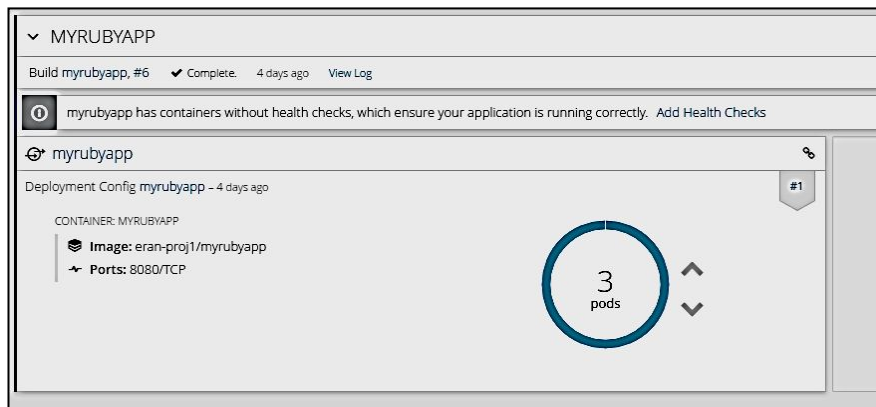 MYRUBYAPP
Build myrubyapp, #6 Complete. 4 days ago View Log
myrubyapp has containers without health checks, which ensure your application is running correctly. Add Health Checks
myrubyapp
Deployment Config myrubyapp – 4 days ago
#1
CONTAINER: MYRUBYAPP
Image: eran-proj1/myrubyapp
Ports: 8080/TCP
3
pods